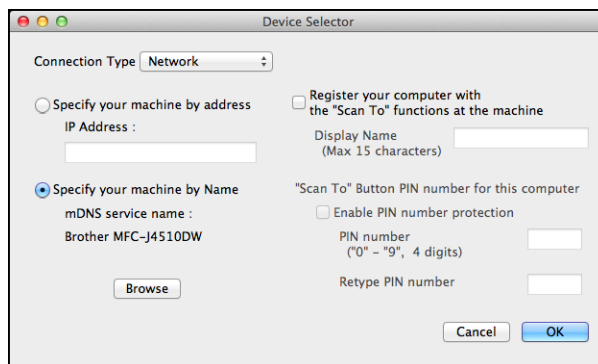 Device Selector
Connection Type Network
Specify your machine by address
IP Address :
Specify your machine by Name
mDNS service name :
Brother MFC-J4510DW
Browse
Register your computer with
the "Scan To" functions at the machine
Display Name
(Max 15 characters)
"Scan To" Button PIN number for this computer
Enable PIN number protection
PIN number
("0" – "9", 4 digits)
Retype PIN number
Cancel OK